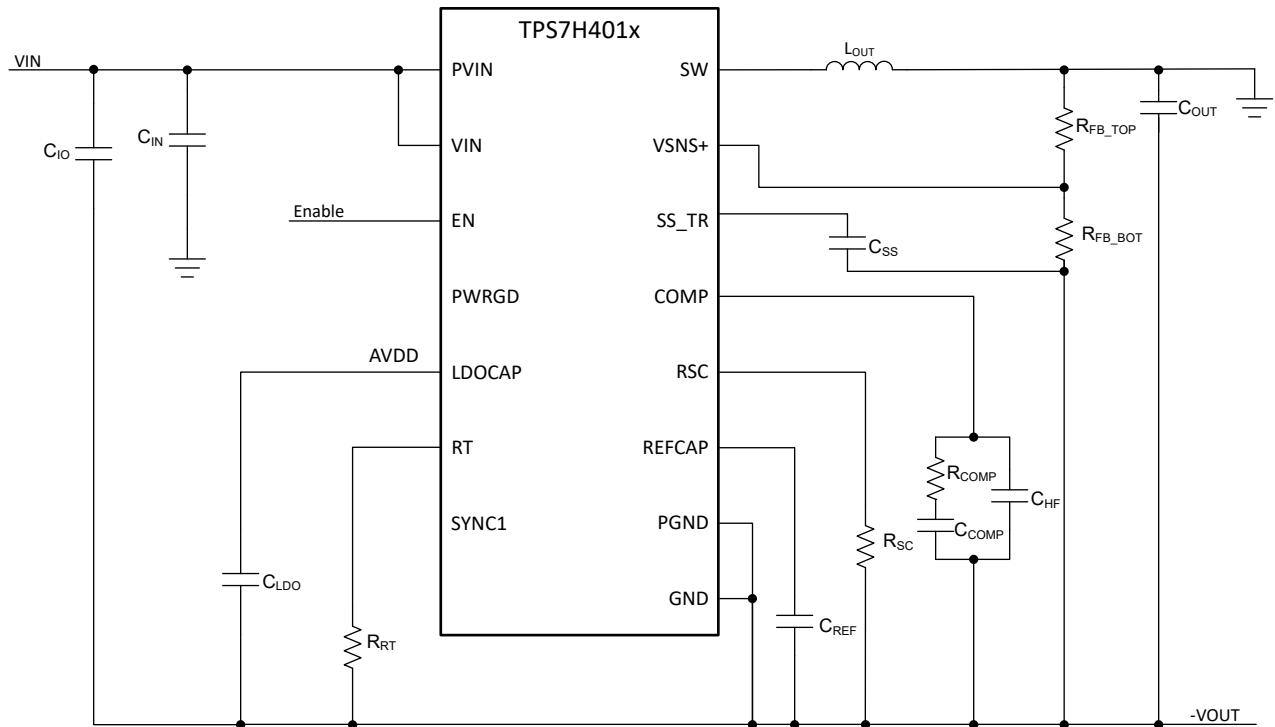 TPS7H401x
VIN
PVIN
SW
LOUT
CIO
CIN
COUT
RFB_TOP
VIN
VSNS+
Enable
EN
SS_TR
CSS
RFB_BOT
PWRGD
COMP
AVDD
LDOCAP
RSC
RT
REFCAP
RCOMP
CHF
SYNC1
PGND
CCOMP
RSC
CLDO
GND
CREF
RRT
-VOUT